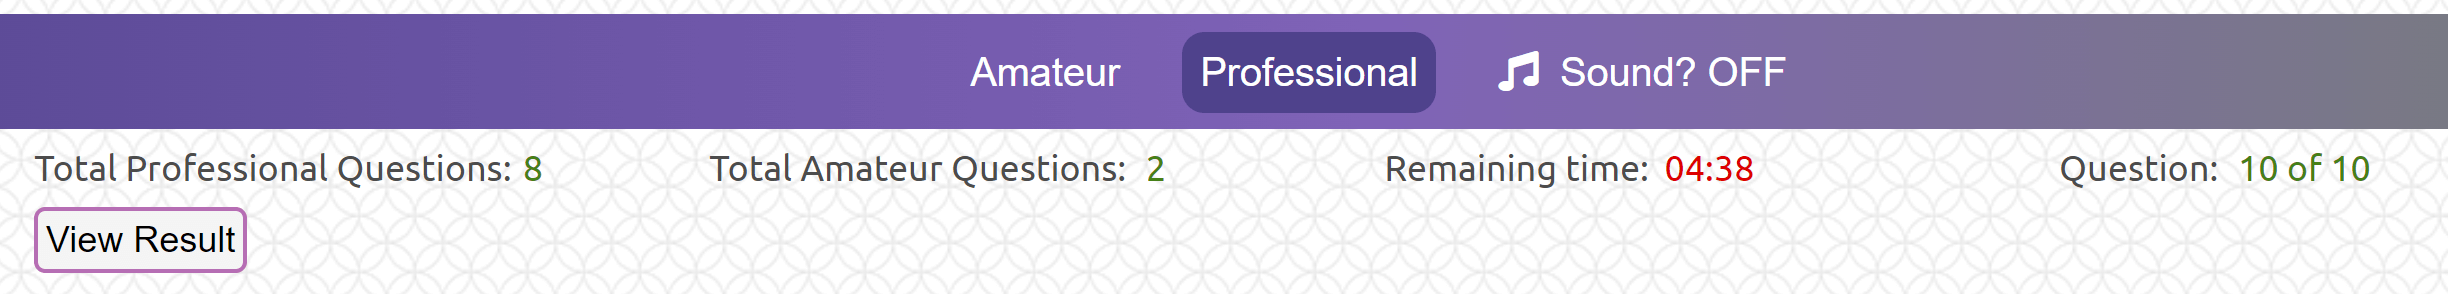 Amateur Professional Sound? OFF
Total Professional Questions: 8 Total Amateur Questions: 2 Remaining time: 04:38 Question: 10 of 10
View Result